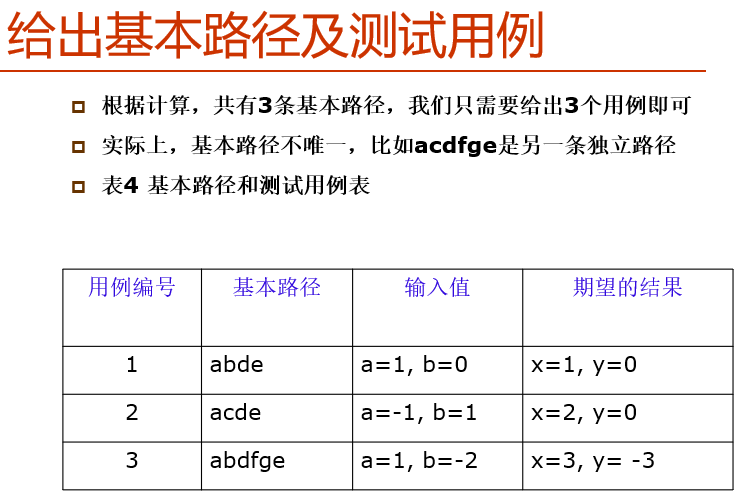 给出基本路径及测试用例
根据计算，共有3条基本路径，我们只需要给出3个用例即可
实际上，基本路径不唯一，比如acdfge是另一条独立路径
表4 基本路径和测试用例表
用例编号 基本路径 输入值 期望的结果
1 abde a=1, b=0 x=1, y=0
2 acde a=-1, b=1 x=2, y=0
3 abdfge a=1, b=-2 x=3, y= -3